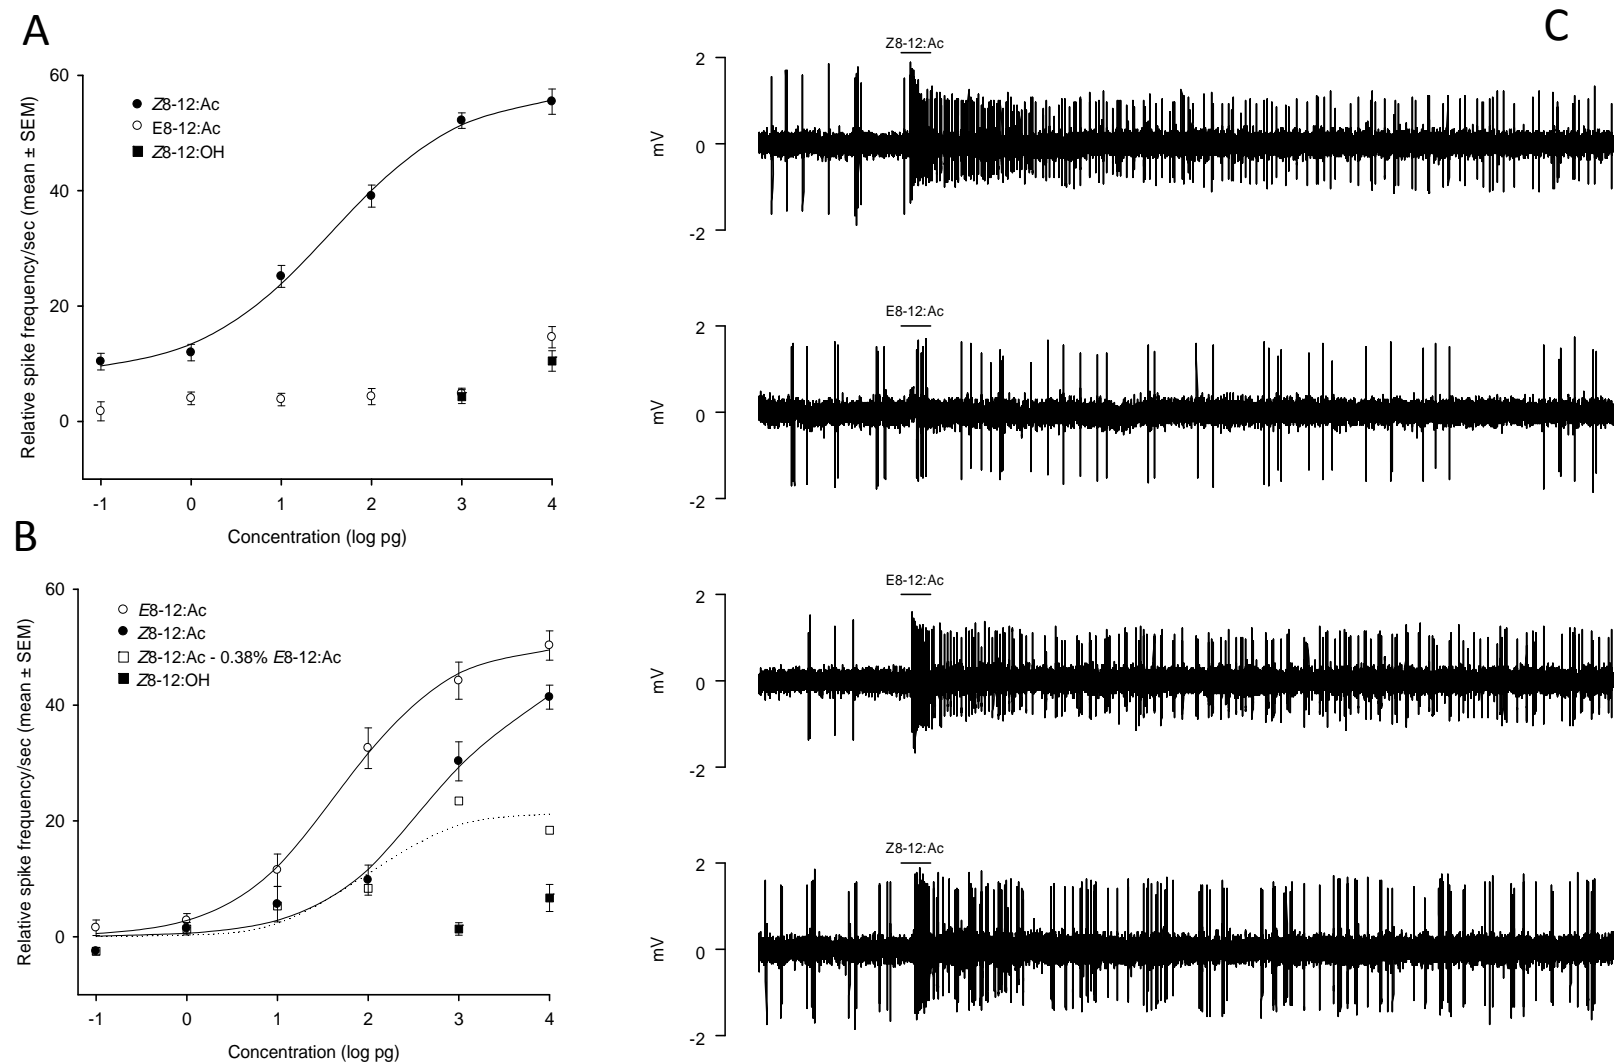 A
Relative spike frequency/sec (mean ± SEM)
60
40
20
0
Z8-12:Ac
E8-12:Ac
Z8-12:OH
-1 0 1 2 3 4
Concentration (log pg)
B
Relative spike frequency/sec (mean ± SEM)
60
40
20
0
E8-12:Ac
Z8-12:Ac
Z8-12:Ac - 0.38% E8-12:Ac
Z8-12:OH
-1 0 1 2 3 4
Concentration (log pg)
C
Z8-12:Ac
2
0
-2
mV
E8-12:Ac
2
0
-2
mV
E8-12:Ac
2
0
-2
mV
Z8-12:Ac
2
0
-2
mV